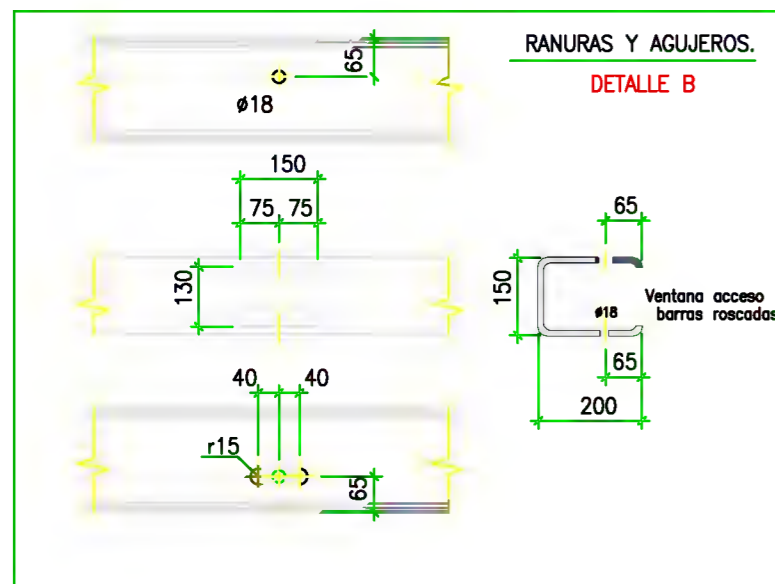 RANURAS Y AGUJEROS.
DETALLE B
65
ø18
150
75 75
130
65
150
ø18
Ventana acceso
barras roscadas
65
200
40 40
r15
65